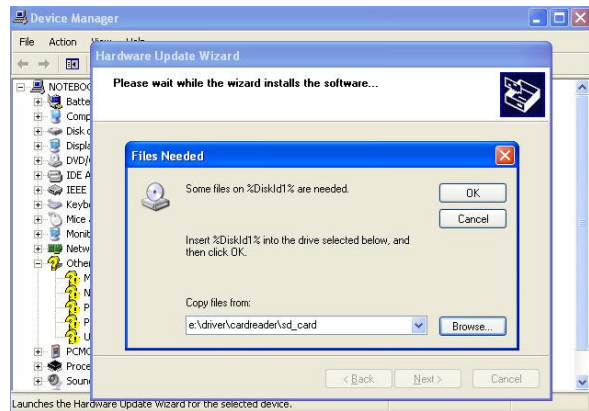 Device Manager
File Action View Help
Hardware Update Wizard
Please wait while the wizard installs the software...
NOTEBO
Batte
Comp
Disk
Displa
DVD/
IDE A
IEEE
Keyb
Mice
Monit
Netw
Other
M
N
P
P
U
PCMC
Proce
Soun
Files Needed
Some files on %DiskId1% are needed.
OK
Cancel
Insert %DiskId1% into the drive selected below, and
then click OK.
Copy files from:
e:\driver\cardreader\sd_card
Browse...
< Back Next > Cancel
Launches the Hardware Update Wizard for the selected device.